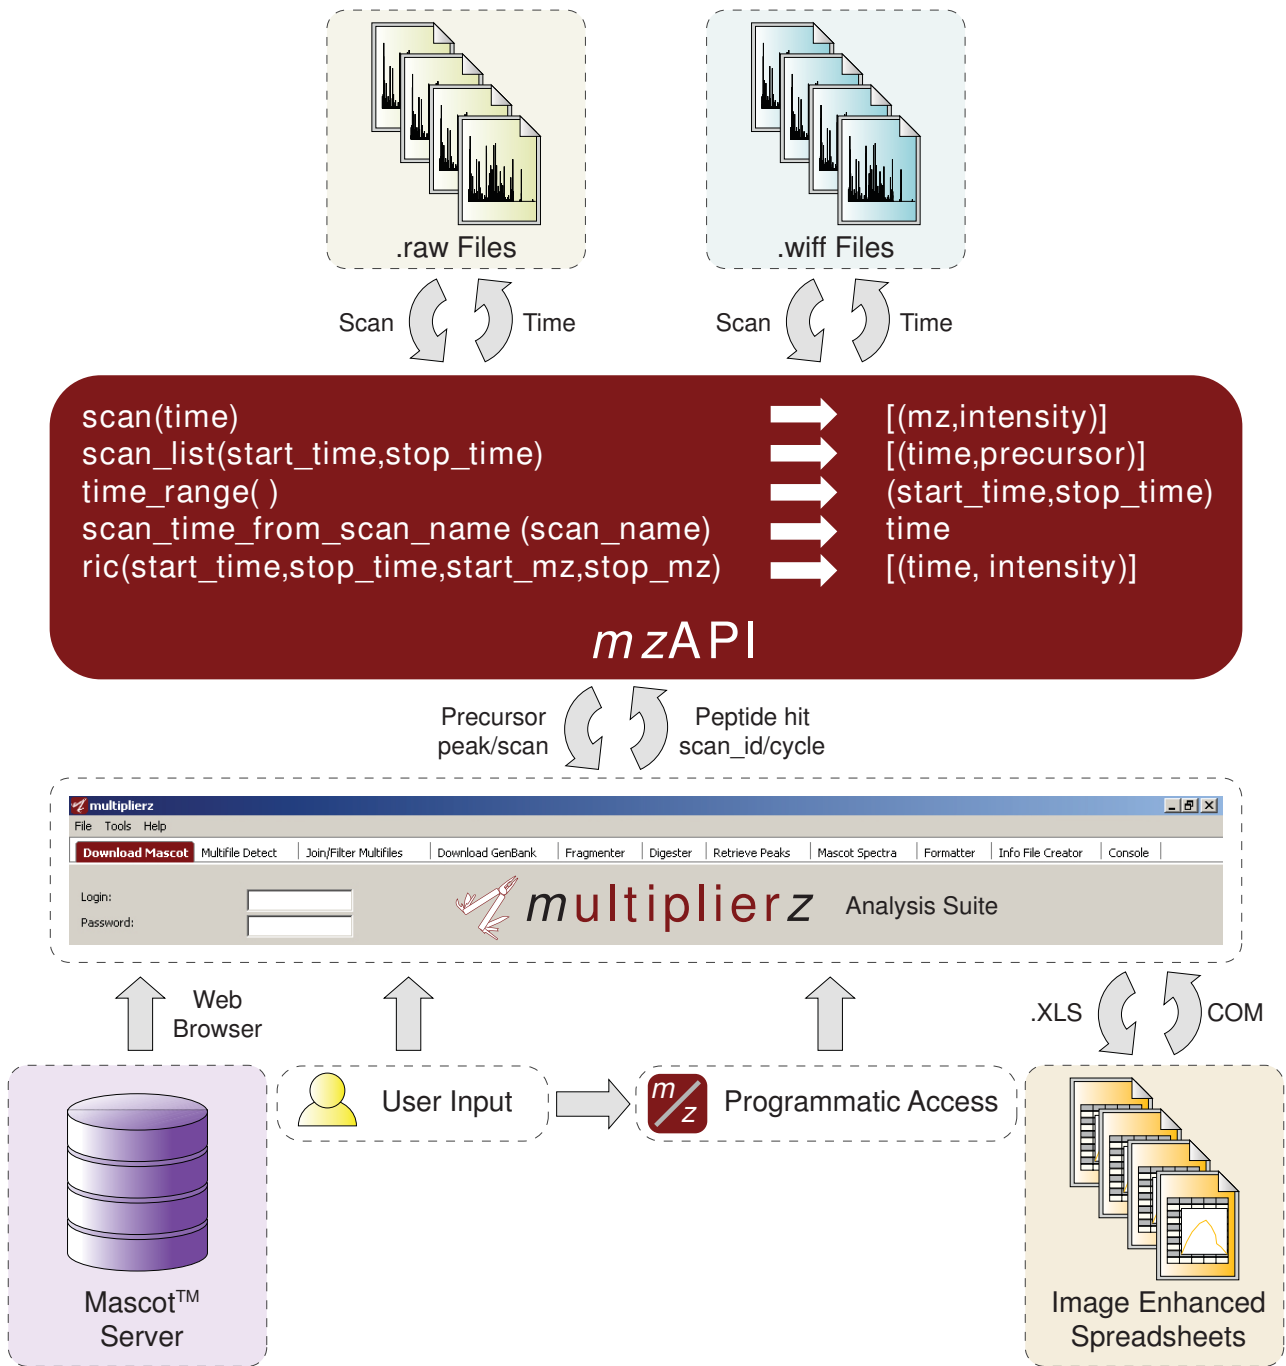 .raw Files
.wiff Files
Scan
Time
Scan
Time
scan(time)
[(mz,intensity)]
scan_list(start_time,stop_time)
[(time,precursor)]
time_range( )
(start_time,stop_time)
scan_time_from_scan_name (scan_name)
time
ric(start_time,stop_time,start_mz,stop_mz)
[(time, intensity)]
mzAPI
Precursor
peak/scan
Peptide hit
scan_id/cycle
multiplierz
File Tools Help
Download Mascot Multifile Detect Join/Filter Multifiles Download GenBank Fragmenter Digester Retrieve Peaks Mascot Spectra Formatter Info File Creator Console
Login:
Password:
multiplierz Analysis Suite
Web
Browser
.XLS
COM
User Input
m/z
Programmatic Access
Mascot™
Server
Image Enhanced
Spreadsheets